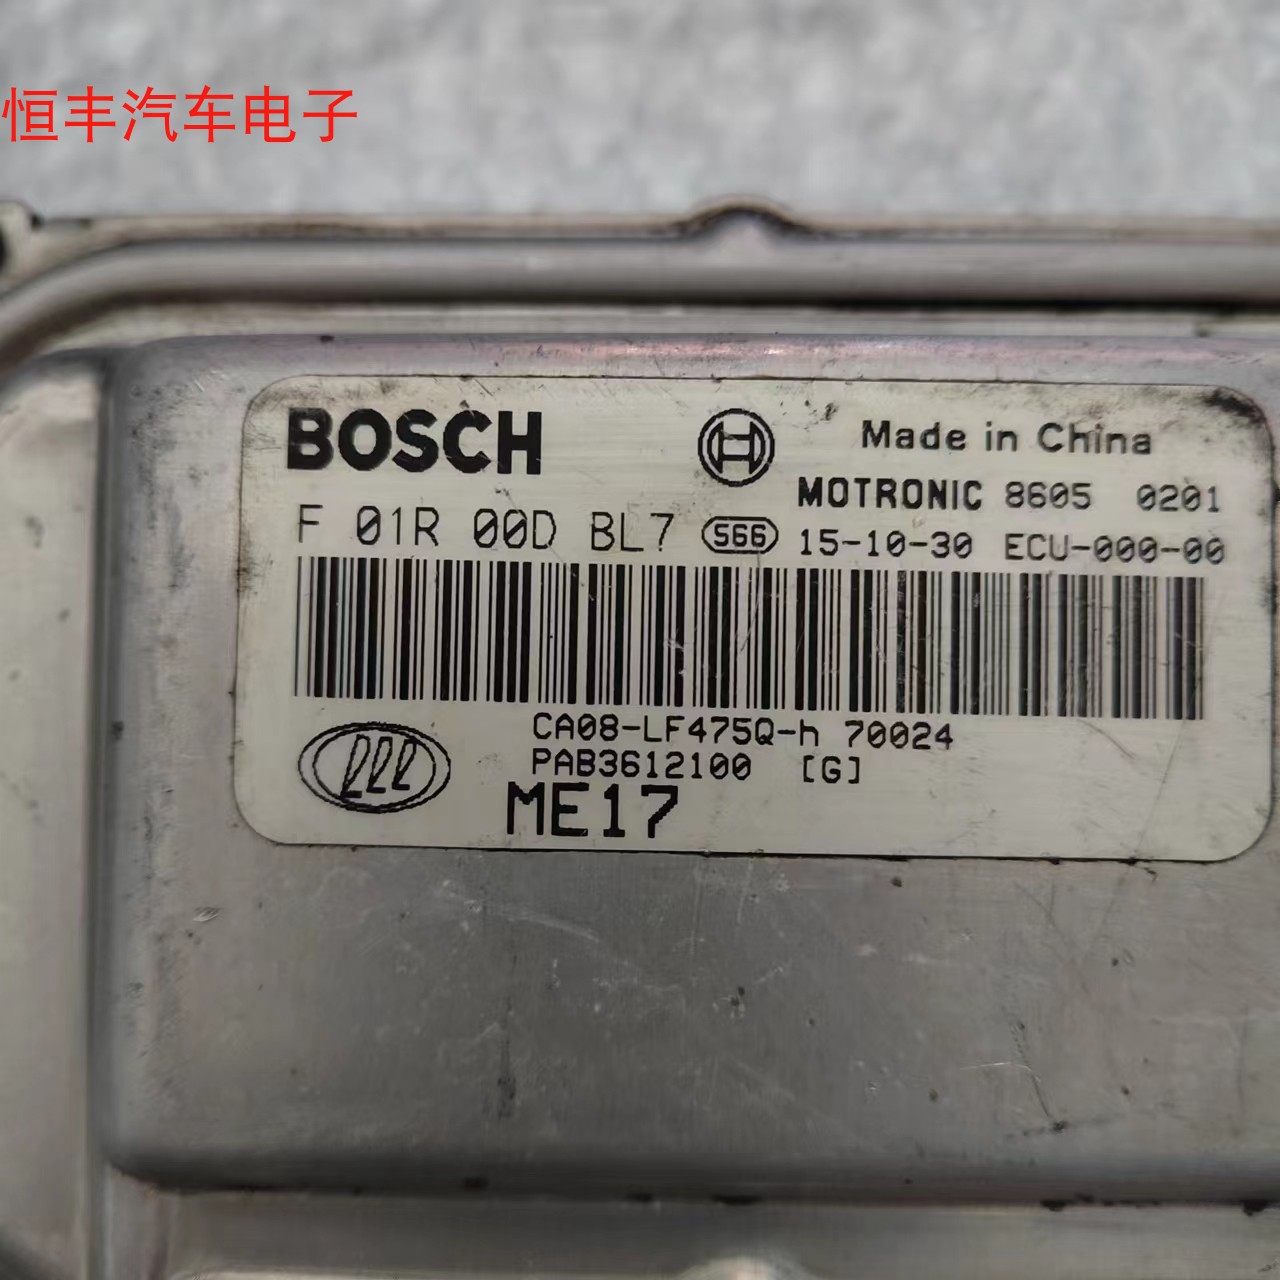 恒丰汽车电子
BOSCH
Made in China
MOTRONIC 8605 0201
F 01R 00D BL7 S66 15-10-30 ECU-000-00
CA08-LF475Q-h 70024
PAB3612100 [G]
ME17